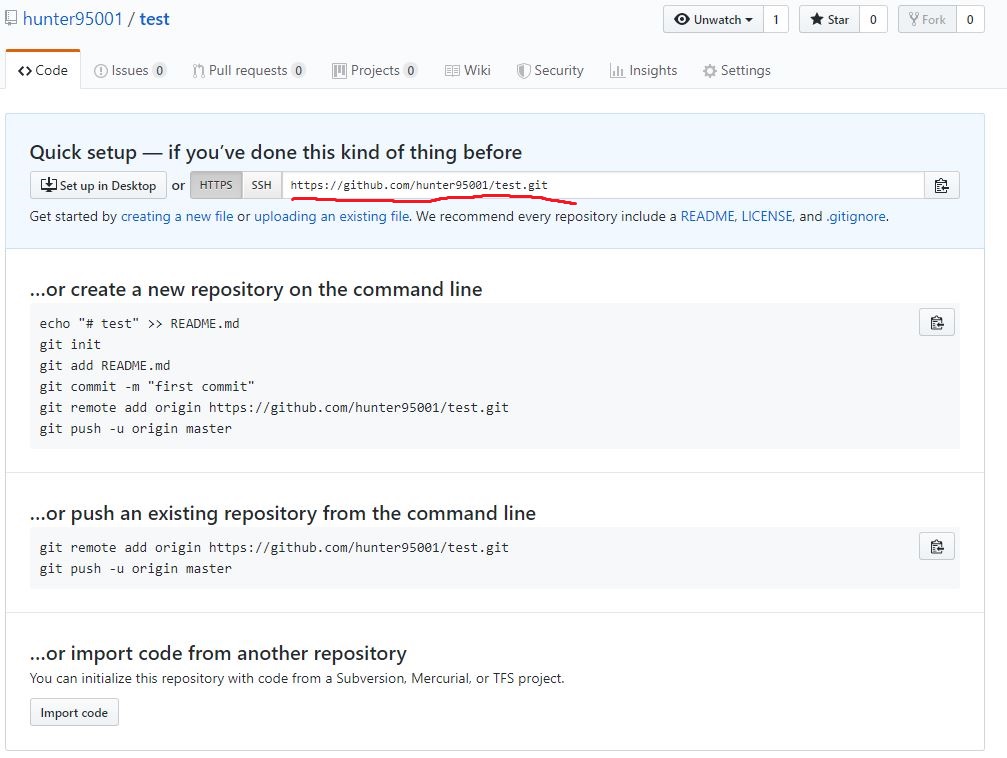 hunter95001 / test
Unwatch 1 Star 0 Fork 0
Code Issues 0 Pull requests 0 Projects 0 Wiki Security Insights Settings
Quick setup — if you’ve done this kind of thing before
Set up in Desktop or HTTPS SSH https://github.com/hunter95001/test.git
Get started by creating a new file or uploading an existing file. We recommend every repository include a README, LICENSE, and .gitignore.
…or create a new repository on the command line
echo "# test" >> README.md
git init
git add README.md
git commit -m "first commit"
git remote add origin https://github.com/hunter95001/test.git
git push -u origin master
…or push an existing repository from the command line
git remote add origin https://github.com/hunter95001/test.git
git push -u origin master
…or import code from another repository
You can initialize this repository with code from a Subversion, Mercurial, or TFS project.
Import code